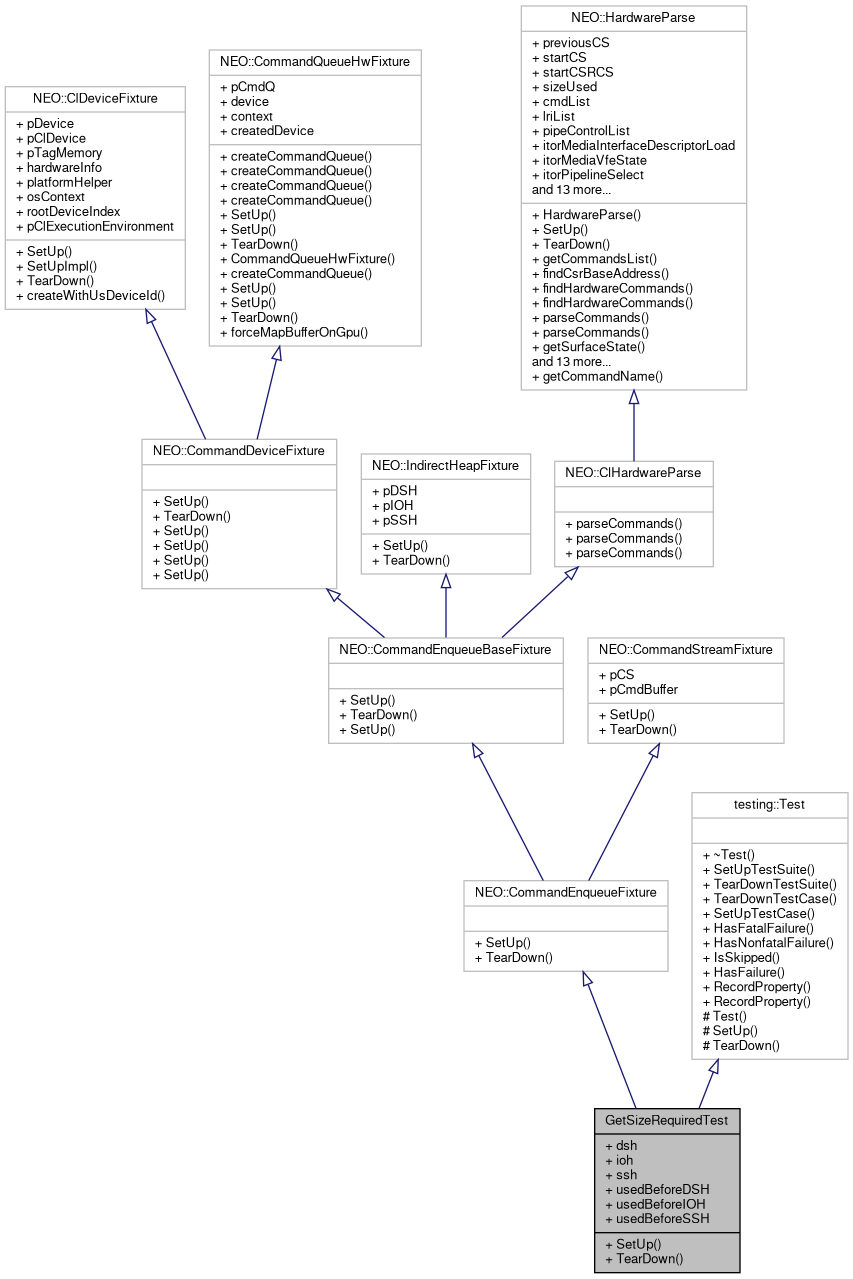 NEO::HardwareParse
+ previousCS
+ startCS
+ startCSRCS
+ sizeUsed
+ cmdList
+ lriList
+ pipeControlList
+ itorMediaInterfaceDescriptorLoad
+ itorMediaVfeState
+ itorPipelineSelect
and 13 more...
+ HardwareParse()
+ SetUp()
+ TearDown()
+ getCommandsList()
+ findCsrBaseAddress()
+ findHardwareCommands()
+ findHardwareCommands()
+ parseCommands()
+ parseCommands()
+ getSurfaceState()
and 13 more...
+ getCommandName()
NEO::CommandQueueHwFixture
+ pCmdQ
+ device
+ context
+ createdDevice
+ createCommandQueue()
+ createCommandQueue()
+ createCommandQueue()
+ createCommandQueue()
+ SetUp()
+ SetUp()
+ TearDown()
+ CommandQueueHwFixture()
+ createCommandQueue()
+ SetUp()
+ SetUp()
+ TearDown()
+ forceMapBufferOnGpu()
NEO::ClDeviceFixture
+ pDevice
+ pClDevice
+ pTagMemory
+ hardwareInfo
+ platformHelper
+ osContext
+ rootDeviceIndex
+ pClExecutionEnvironment
+ SetUp()
+ SetUpImpl()
+ TearDown()
+ createWithUsDeviceId()
NEO::CommandDeviceFixture
+ SetUp()
+ TearDown()
+ SetUp()
+ SetUp()
+ SetUp()
+ SetUp()
NEO::IndirectHeapFixture
+ pDSH
+ pIOH
+ pSSH
+ SetUp()
+ TearDown()
NEO::ClHardwareParse
+ parseCommands()
+ parseCommands()
+ parseCommands()
NEO::CommandEnqueueBaseFixture
+ SetUp()
+ TearDown()
+ SetUp()
NEO::CommandStreamFixture
+ pCS
+ pCmdBuffer
+ SetUp()
+ TearDown()
testing::Test
+ ~Test()
+ SetUpTestSuite()
+ TearDownTestSuite()
+ TearDownTestCase()
+ SetUpTestCase()
+ HasFatalFailure()
+ HasNonfatalFailure()
+ IsSkipped()
+ HasFailure()
+ RecordProperty()
+ RecordProperty()
# Test()
# SetUp()
# TearDown()
NEO::CommandEnqueueFixture
+ SetUp()
+ TearDown()
GetSizeRequiredTest
+ dsh
+ ioh
+ ssh
+ usedBeforeDSH
+ usedBeforeIOH
+ usedBeforeSSH
+ SetUp()
+ TearDown()